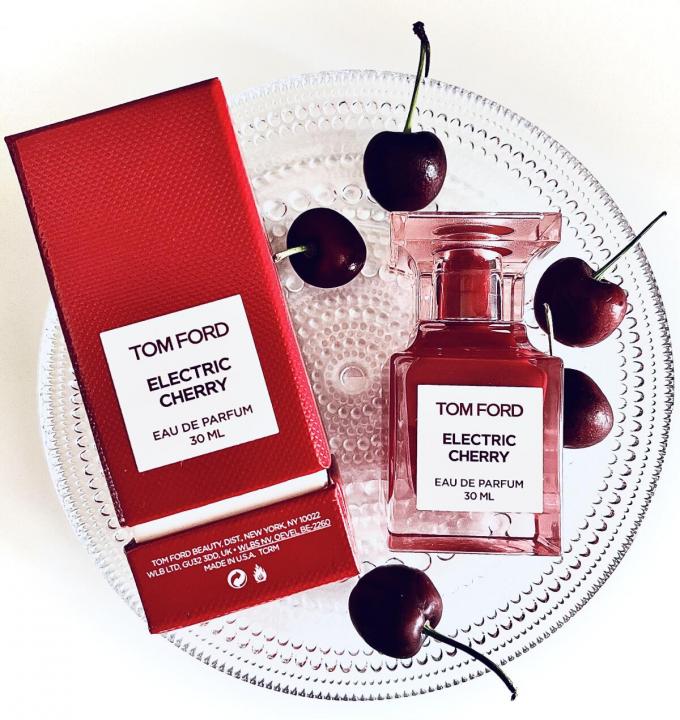 TOM FORD
ELECTRIC
CHERRY
EAU DE PARFUM
30 ML
TOM FORD BEAUTY, DIST., NEW YORK, NY 10022
WLB LTD, GU32 3DD, UK • WLBS NV, OEVEL BE-2260
MADE IN U.S.A. TCRM
TOM FORD
ELECTRIC
CHERRY
EAU DE PARFUM
30 ML